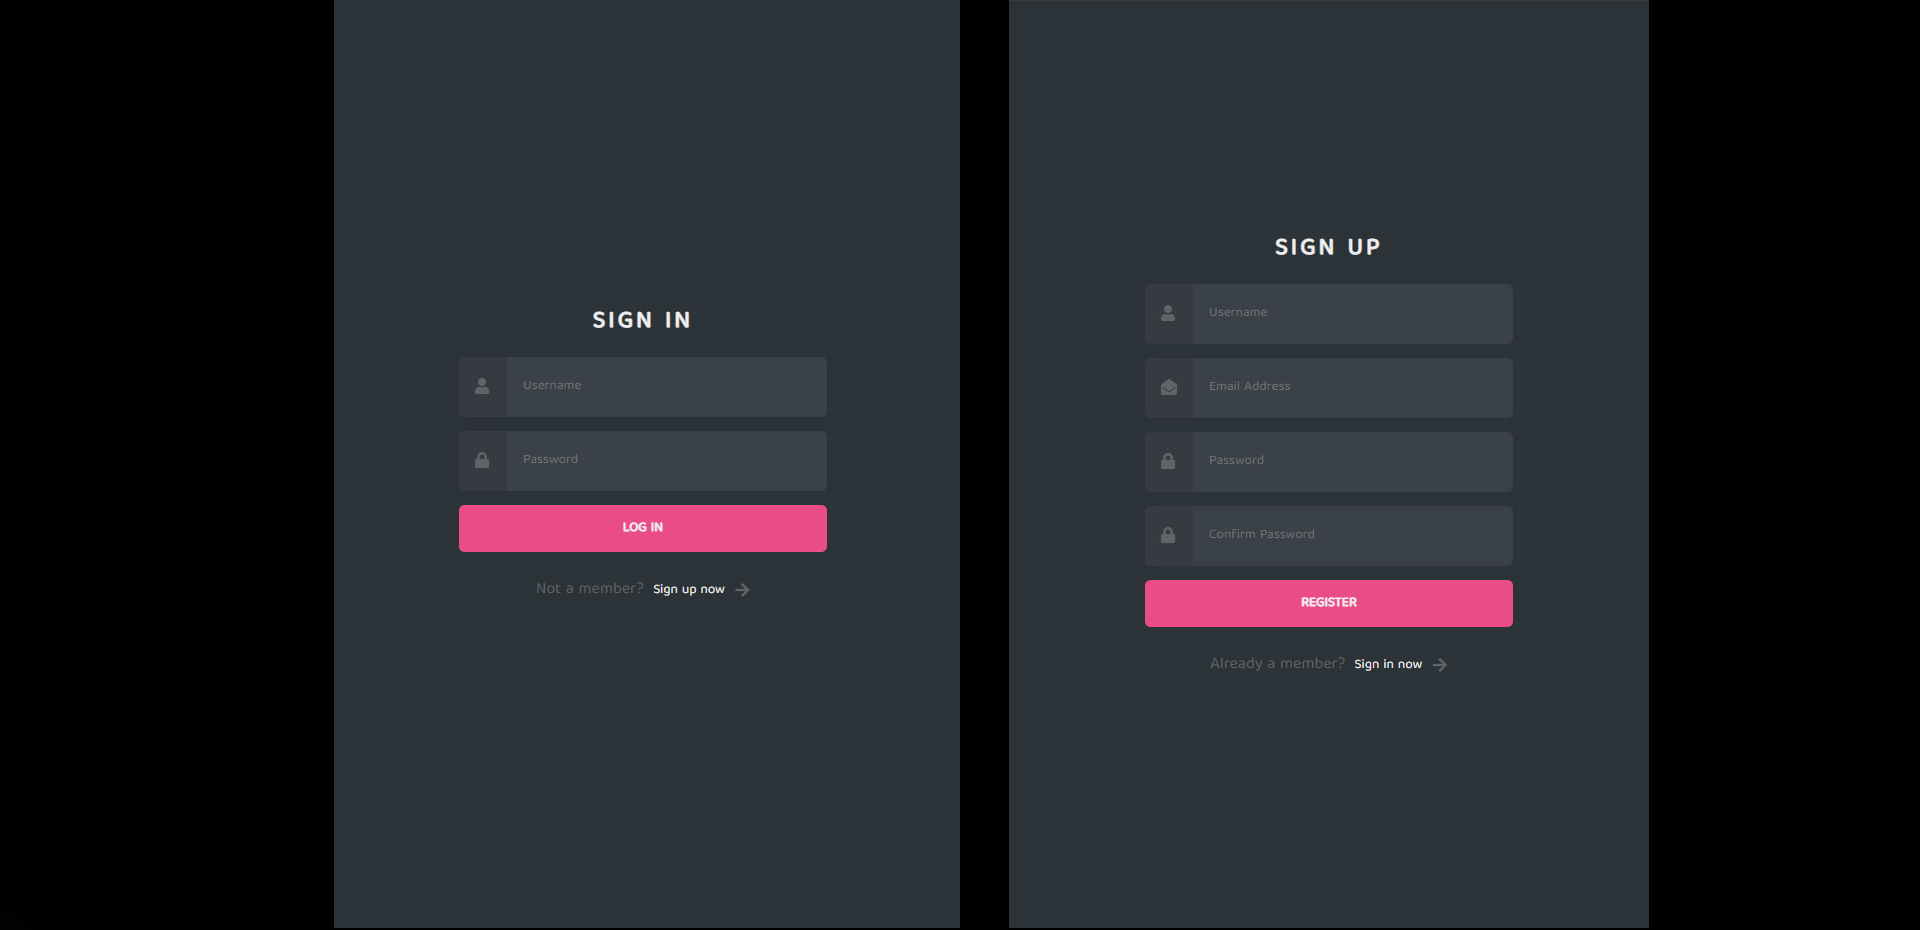 SIGN IN
Username
Password
LOG IN
Not a member? Sign up now
SIGN UP
Username
Email Address
Password
Confirm Password
REGISTER
Already a member? Sign in now